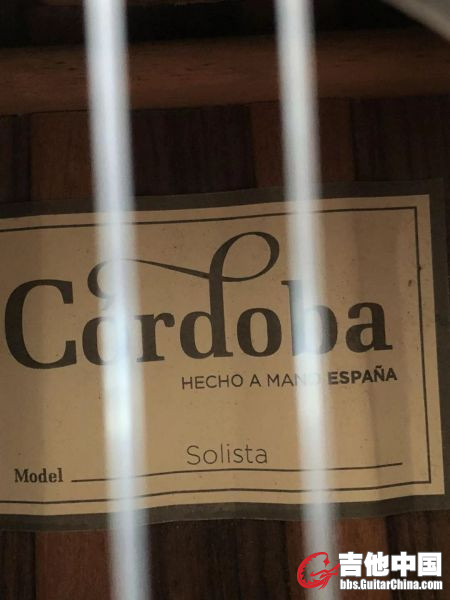 Córdoba
HECHO A MANO ESPAÑA
Solista
Model
吉他中国
bbs.GuitarChina.com